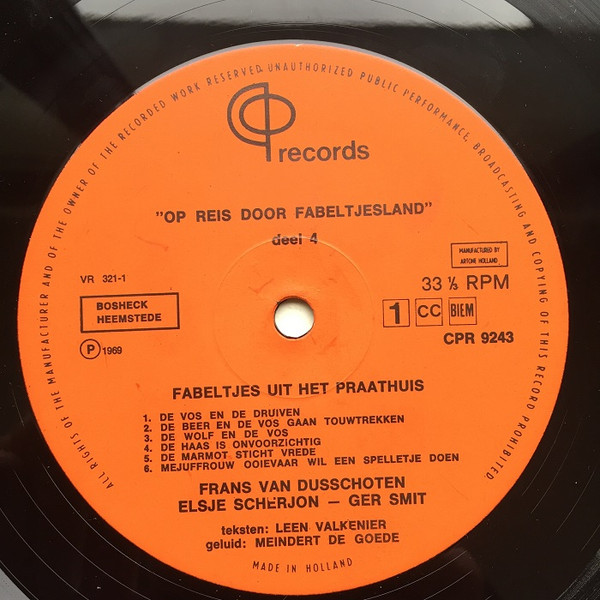 ALL RIGHTS OF THE MANUFACTURER AND OF THE OWNER OF THE RECORDED WORK RESERVED. UNAUTHORIZED PUBLIC PERFORMANCE, BROADCASTING AND COPYING OF THIS RECORD PROHIBITED
cp records
"OP REIS DOOR FABELTJESLAND"
deel 4
MANUFACTURED BY
ARTONE HOLLAND
VR 321-1
33 ⅓ RPM
BOSHECK
HEEMSTEDE
1 CC BIEM
Ⓟ 1969
CPR 9243
FABELTJES UIT HET PRAATHUIS
1. DE VOS EN DE DRUIVEN
2. DE BEER EN DE VOS GAAN TOUWTREKKEN
3. DE WOLF EN DE VOS
4. DE HAAS IS ONVOORZICHTIG
5. DE MARMOT STICHT VREDE
6. MEJUFFROUW OOIEVAAR WIL EEN SPELLETJE DOEN
FRANS VAN DUSSCHOTEN
ELSJE SCHERJON – GER SMIT
teksten: LEEN VALKENIER
geluid: MEINDERT DE GOEDE
MADE IN HOLLAND